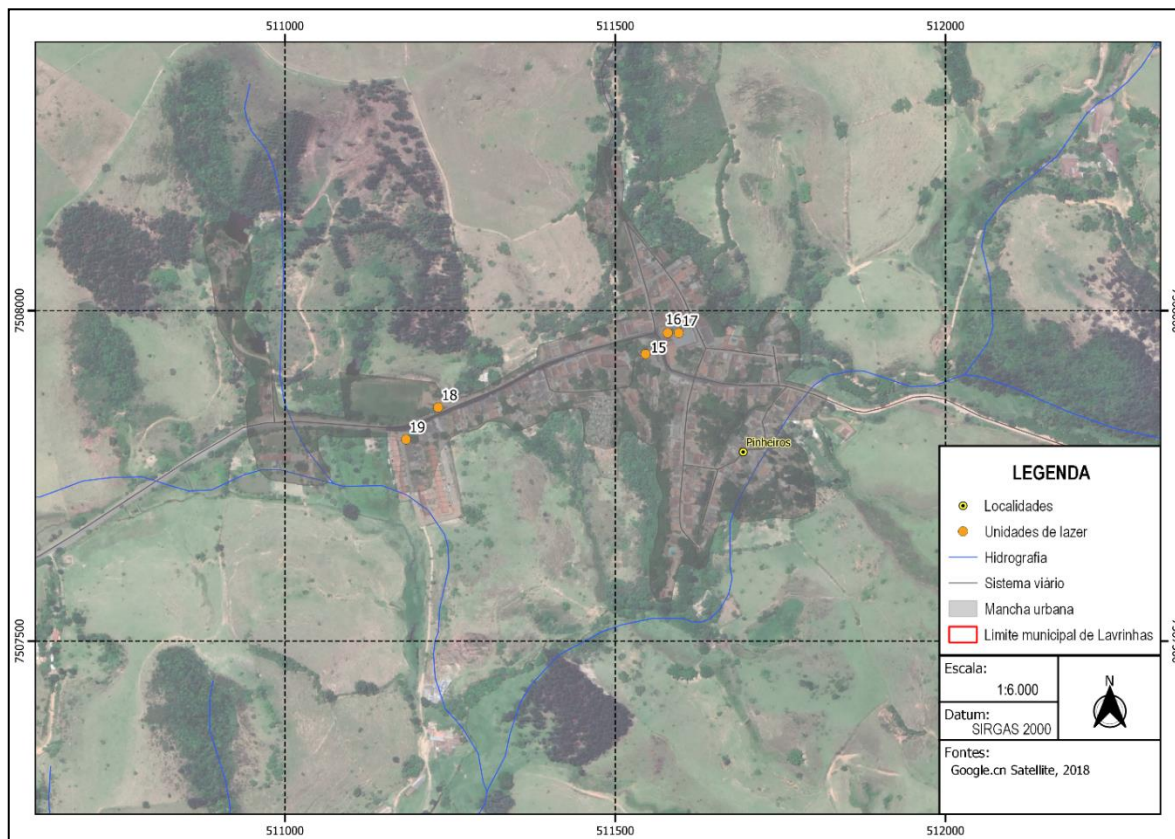 511000
511500
512000
7508000
7508000
16
17
15
18
19
Pinheiros
7507500
7507500
LEGENDA
Localidades
Unidades de lazer
Hidrografia
Sistema viário
Mancha urbana
Limite municipal de Lavrinhas
Escala:
1:6.000
N
Datum:
SIRGAS 2000
Fontes:
Google.cn Satellite, 2018
511000
511500
512000